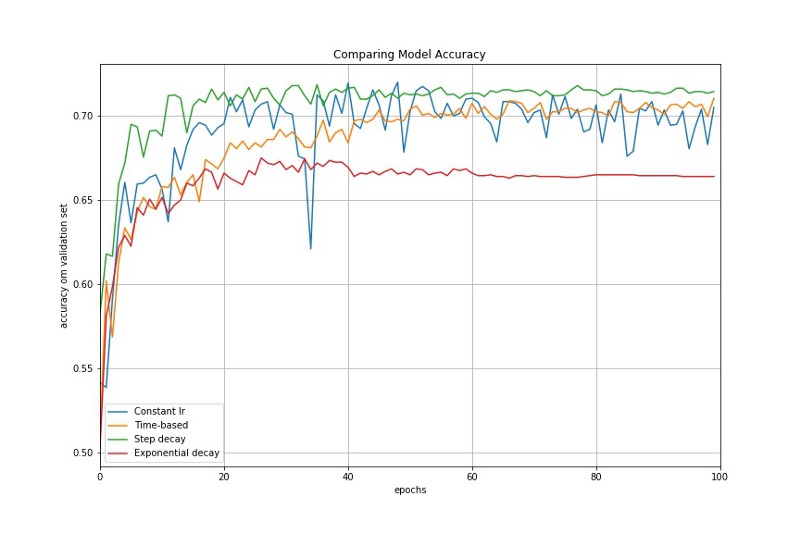 Comparing Model Accuracy
accuracy om validation set
0.70
0.65
0.60
0.55
0.50
Constant lr
Time-based
Step decay
Exponential decay
0
20
40
60
80
100
epochs